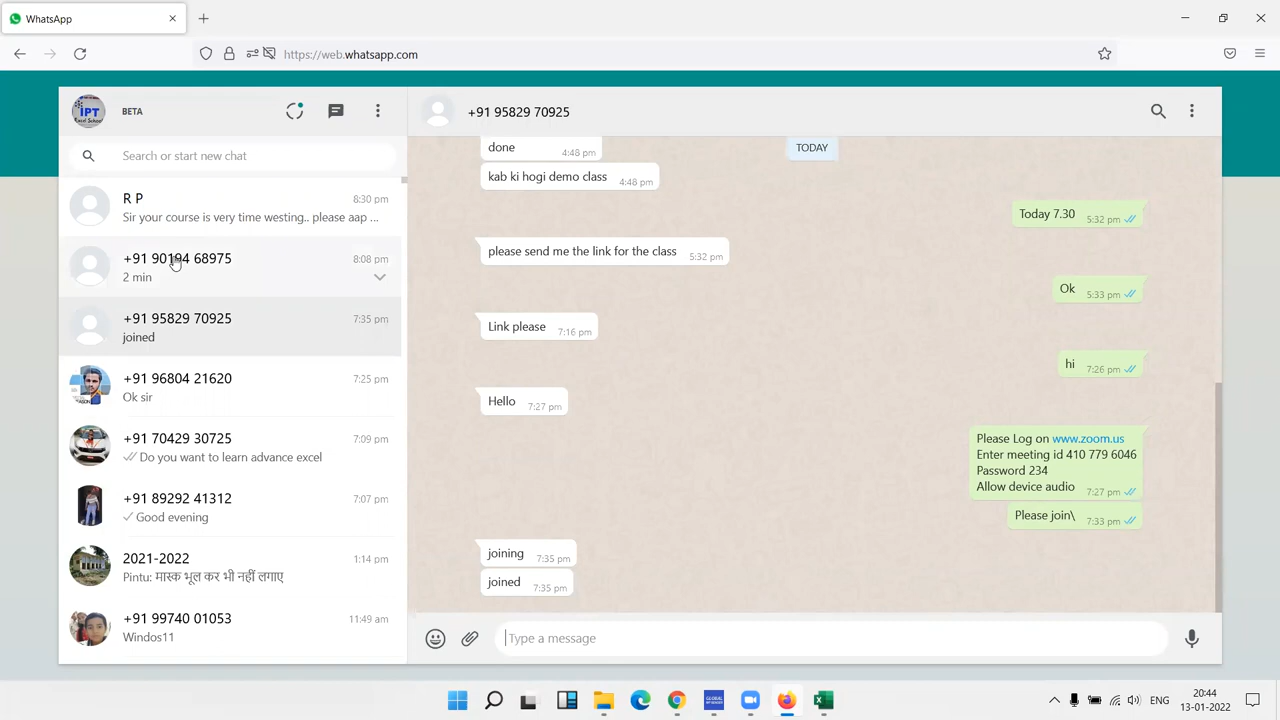 WhatsApp
https://web.whatsapp.com
IPT
Excel School
BETA
Search or start new chat
R P
8:30 pm
Sir your course is very time westing.. please aap ...
+91 90194 68975
8:08 pm
2 min
+91 95829 70925
7:35 pm
joined
+91 96804 21620
7:25 pm
Ok sir
+91 70429 30725
7:09 pm
Do you want to learn advance excel
+91 89292 41312
7:07 pm
Good evening
2021-2022
1:14 pm
Pintu: मास्क भूल कर भी नहीं लगाए
+91 99740 01053
11:49 am
Windos11
+91 95829 70925
done 4:48 pm
TODAY
kab ki hogi demo class 4:48 pm
Today 7.30 5:32 pm
please send me the link for the class 5:32 pm
Ok 5:33 pm
Link please 7:16 pm
hi 7:26 pm
Hello 7:27 pm
Please Log on www.zoom.us
Enter meeting id 410 779 6046
Password 234
Allow device audio 7:27 pm
Please join\ 7:33 pm
joining 7:35 pm
joined 7:35 pm
Type a message
ENG
20:44
13-01-2022